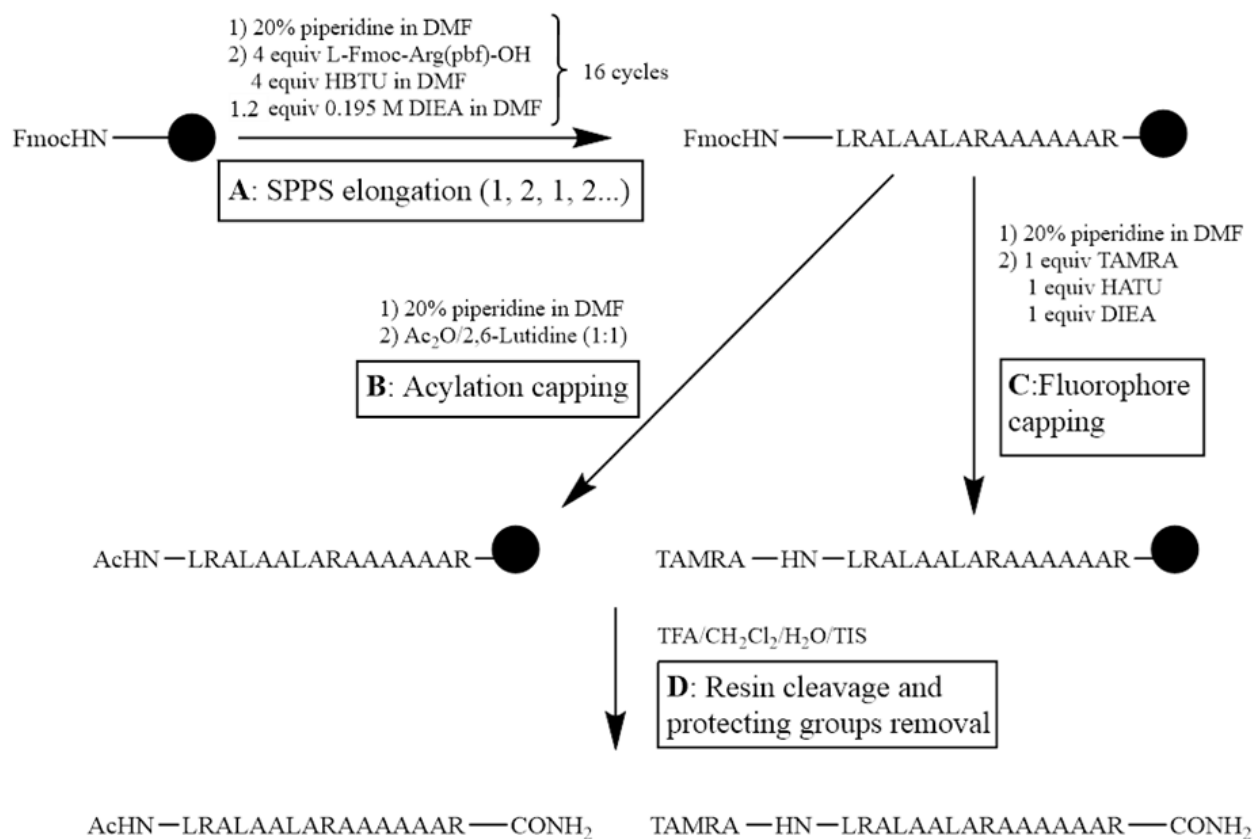 1) 20% piperidine in DMF
2) 4 equiv L-Fmoc-Arg(pbf)-OH
4 equiv HBTU in DMF
1.2 equiv 0.195 M DIEA in DMF
16 cycles
FmocHN
A: SPPS elongation (1, 2, 1, 2...)
FmocHN—LRALAALARAAAAAAR
1) 20% piperidine in DMF
2) 1 equiv TAMRA
1 equiv HATU
1 equiv DIEA
1) 20% piperidine in DMF
2) Ac₂O/2,6-Lutidine (1:1)
B: Acylation capping
C:Fluorophore
capping
AcHN—LRALAALARAAAAAAR
TAMRA—HN—LRALAALARAAAAAAR
TFA/CH₂Cl₂/H₂O/TIS
D: Resin cleavage and
protecting groups removal
AcHN—LRALAALARAAAAAAR—CONH₂
TAMRA—HN—LRALAALARAAAAAAR—CONH₂